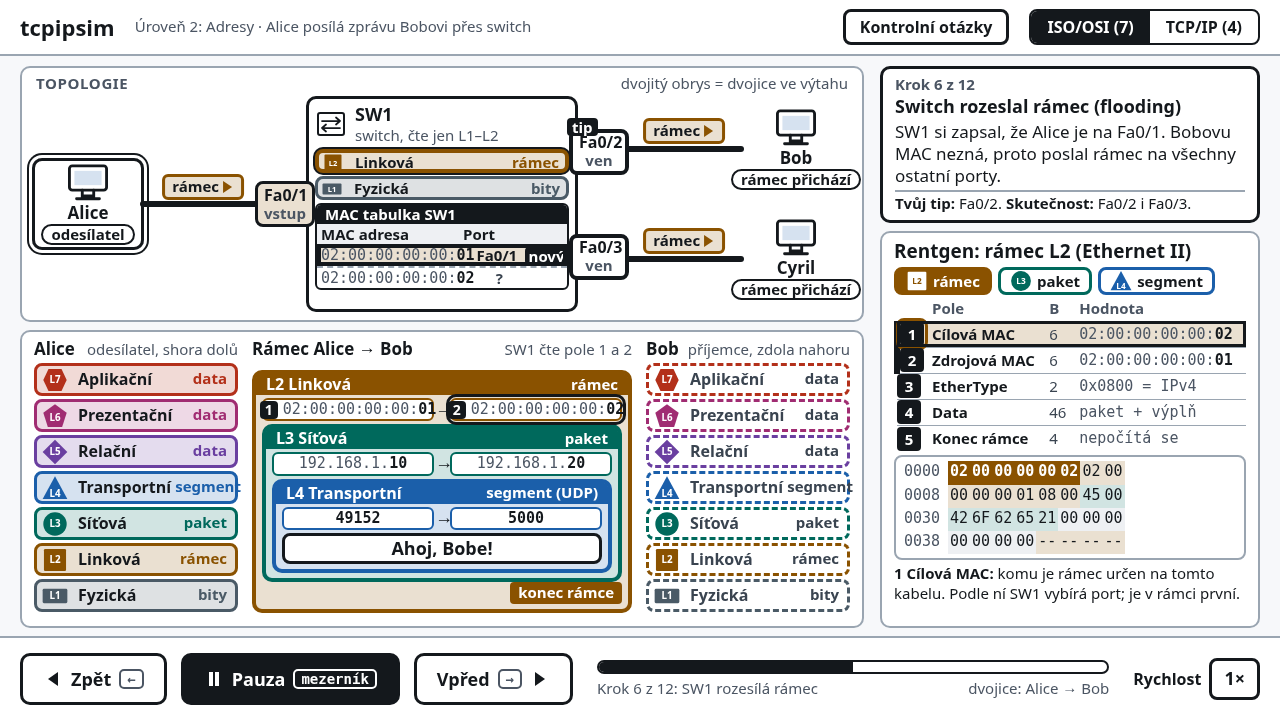 tcpipsim
Úroveň 2: Adresy · Alice posílá zprávu Bobovi přes switch
Kontrolní otázky
ISO/OSI (7)
TCP/IP (4)
TOPOLOGIE
dvojitý obrys = dvojice ve výtahu
Alice
odesílatel
rámec
Fa0/1
vstup
SW1
switch, čte jen L1–L2
L2 Linková rámec
L1 Fyzická bity
MAC tabulka SW1
MAC adresa Port
02:00:00:00:00:01 Fa0/1 nový
02:00:00:00:00:02 ?
tip
Fa0/2
ven
rámec
Bob
rámec přichází
Fa0/3
ven
rámec
Cyril
rámec přichází
Krok 6 z 12
Switch rozeslal rámec (flooding)
SW1 si zapsal, že Alice je na Fa0/1. Bobovu
MAC nezná, proto poslal rámec na všechny
ostatní porty.
Tvůj tip: Fa0/2. Skutečnost: Fa0/2 i Fa0/3.
Alice odesílatel, shora dolů
L7 Aplikační data
L6 Prezentační data
L5 Relační data
L4 Transportní segment
L3 Síťová paket
L2 Linková rámec
L1 Fyzická bity
Rámec Alice → Bob SW1 čte pole 1 a 2
L2 Linková rámec
1 02:00:00:00:00:01 → 2 02:00:00:00:00:02
L3 Síťová paket
192.168.1.10 → 192.168.1.20
L4 Transportní segment (UDP)
49152 → 5000
Ahoj, Bobe!
konec rámce
Bob příjemce, zdola nahoru
L7 Aplikační data
L6 Prezentační data
L5 Relační data
L4 Transportní segment
L3 Síťová paket
L2 Linková rámec
L1 Fyzická bity
Rentgen: rámec L2 (Ethernet II)
L2 rámec
L3 paket
L4 segment
Pole B Hodnota
1 Cílová MAC 6 02:00:00:00:00:02
2 Zdrojová MAC 6 02:00:00:00:00:01
3 EtherType 2 0x0800 = IPv4
4 Data 46 paket + výplň
5 Konec rámce 4 nepočítá se
0000 02 00 00 00 00 02 02 00
0008 00 00 00 01 08 00 45 00
0030 42 6F 62 65 21 00 00 00
0038 00 00 00 00 -- -- -- --
1 Cílová MAC: komu je rámec určen na tomto
kabelu. Podle ní SW1 vybírá port; je v rámci první.
Zpět ←
Pauza mezerník
Vpřed →
Krok 6 z 12: SW1 rozesílá rámec
dvojice: Alice → Bob
Rychlost 1×